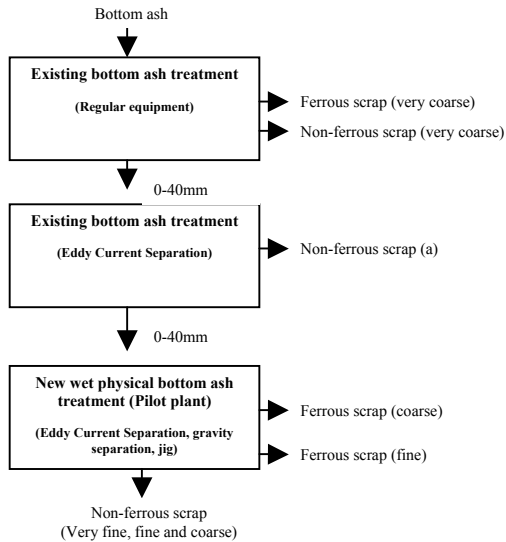 Bottom ash
Existing bottom ash treatment
(Regular equipment)
Ferrous scrap (very coarse)
Non-ferrous scrap (very coarse)
0-40mm
Existing bottom ash treatment
(Eddy Current Separation)
Non-ferrous scrap (a)
0-40mm
New wet physical bottom ash
treatment (Pilot plant)
(Eddy Current Separation, gravity
separation, jig)
Ferrous scrap (coarse)
Ferrous scrap (fine)
Non-ferrous scrap
(Very fine, fine and coarse)